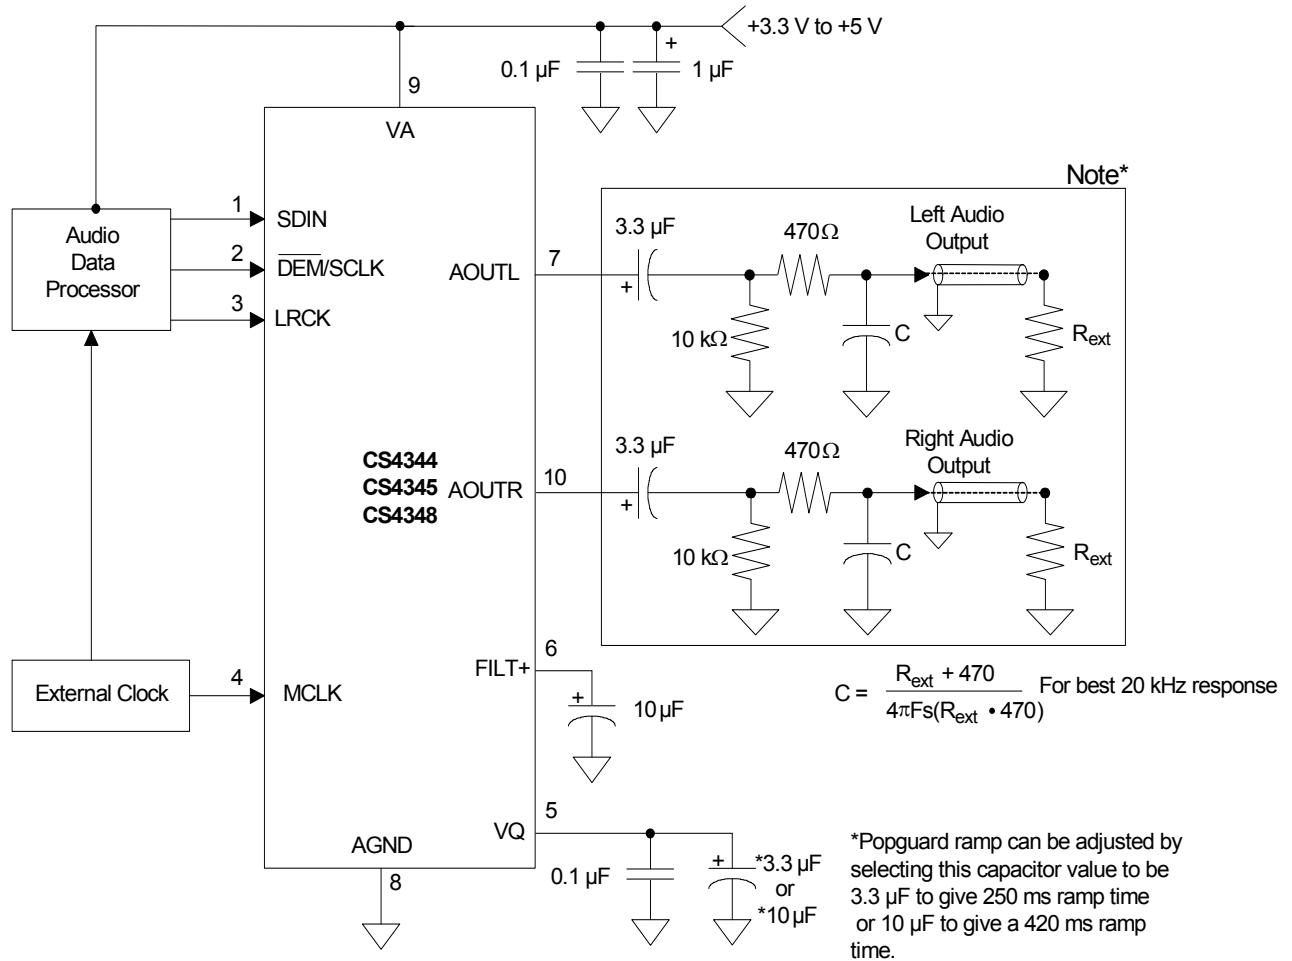 +3.3 V to +5 V
0.1 µF
1 µF
+
9
VA
Note*
Audio
Data
Processor
1
SDIN
2
DEM/SCLK
3
LRCK
AOUTL
7
3.3 µF
+
470Ω
Left Audio
Output
10 kΩ
C
Rext
CS4344
CS4345
CS4348
AOUTR
10
3.3 µF
+
470Ω
Right Audio
Output
10 kΩ
C
Rext
External Clock
4
MCLK
FILT+
6
+
10 µF
C = Rext + 470 / 4πFs(Rext • 470) For best 20 kHz response
VQ
5
0.1 µF
+
*3.3 µF
or
*10 µF
AGND
8
*Popguard ramp can be adjusted by
selecting this capacitor value to be
3.3 µF to give 250 ms ramp time
or 10 µF to give a 420 ms ramp
time.